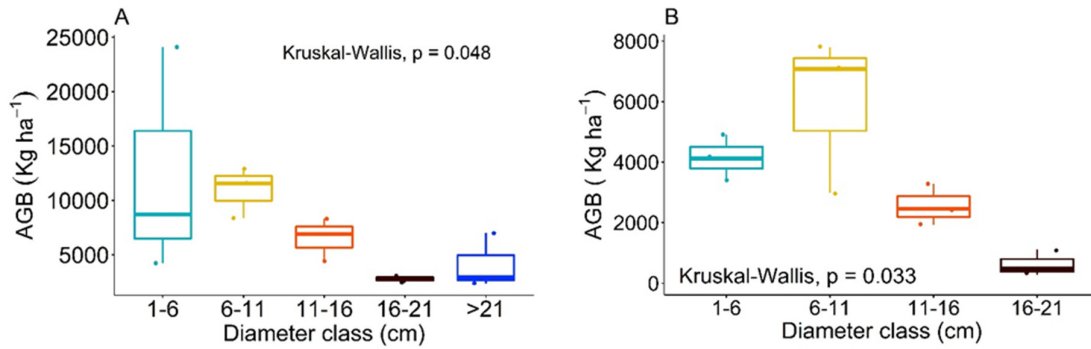 A
Kruskal-Wallis, p = 0.048
AGB (Kg ha⁻¹)
25000
20000
15000
10000
5000
1-6 6-11 11-16 16-21 >21
Diameter class (cm)
B
AGB ( Kg ha⁻¹)
8000
6000
4000
2000
0
Kruskal-Wallis, p = 0.033
1-6 6-11 11-16 16-21
Diameter class (cm)